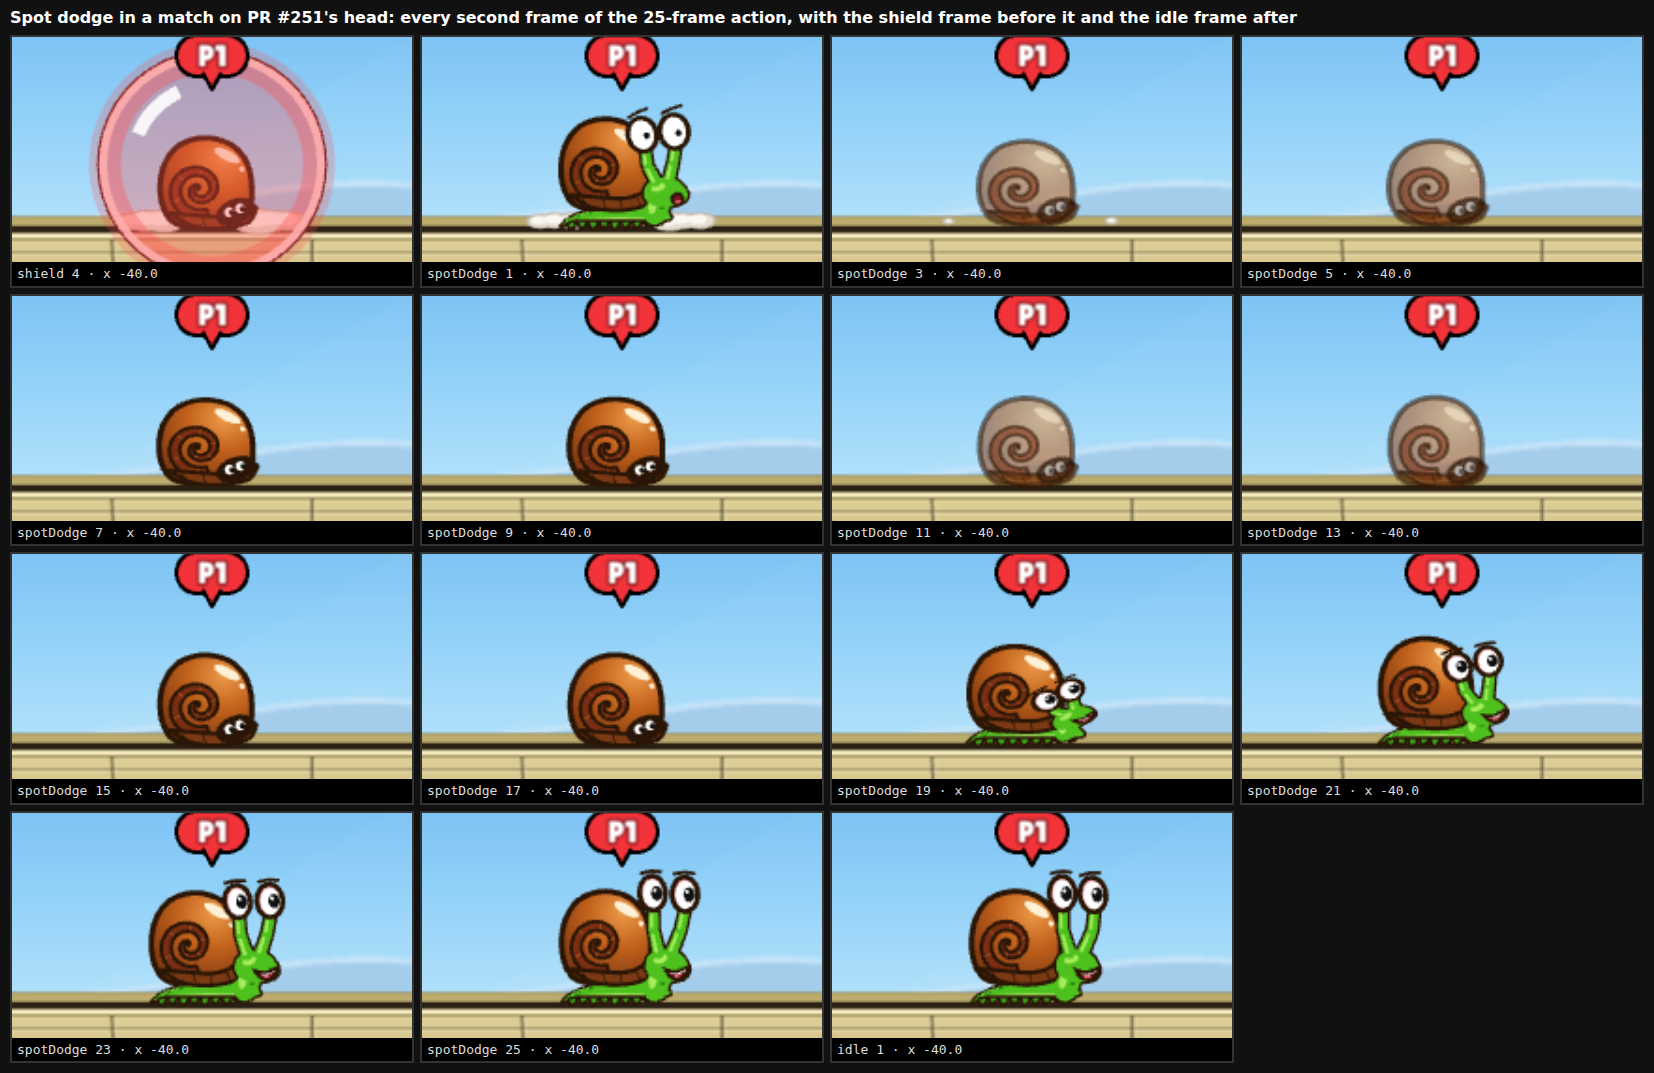 Spot dodge in a match on PR #251's head: every second frame of the 25-frame action, with the shield frame before it and the idle frame after
P1 P1 P1 P1
shield 4 · x -40.0 spotDodge 1 · x -40.0 spotDodge 3 · x -40.0 spotDodge 5 · x -40.0
P1 P1 P1 P1
spotDodge 7 · x -40.0 spotDodge 9 · x -40.0 spotDodge 11 · x -40.0 spotDodge 13 · x -40.0
P1 P1 P1 P1
spotDodge 15 · x -40.0 spotDodge 17 · x -40.0 spotDodge 19 · x -40.0 spotDodge 21 · x -40.0
P1 P1 P1
spotDodge 23 · x -40.0 spotDodge 25 · x -40.0 idle 1 · x -40.0